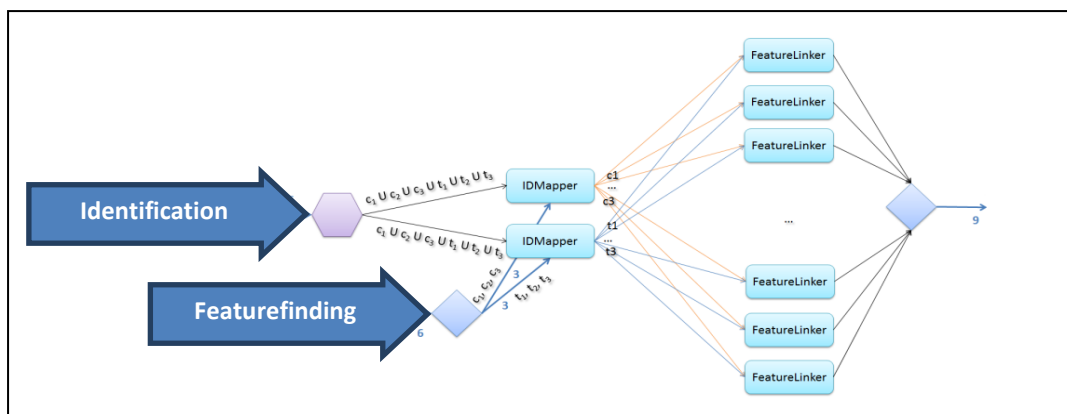 FeatureLinker
FeatureLinker
FeatureLinker
c₁ U c₂ U c₃ U t₁ U t₂ U t₃
IDMapper
c1
...
c3
Identification
t1
...
t3
...
9
c₁ U c₂ U c₃ U t₁ U t₂ U t₃
IDMapper
c₁, c₂, c₃
3
t₁, t₂, t₃
3
Featurefinding
6
FeatureLinker
FeatureLinker
FeatureLinker